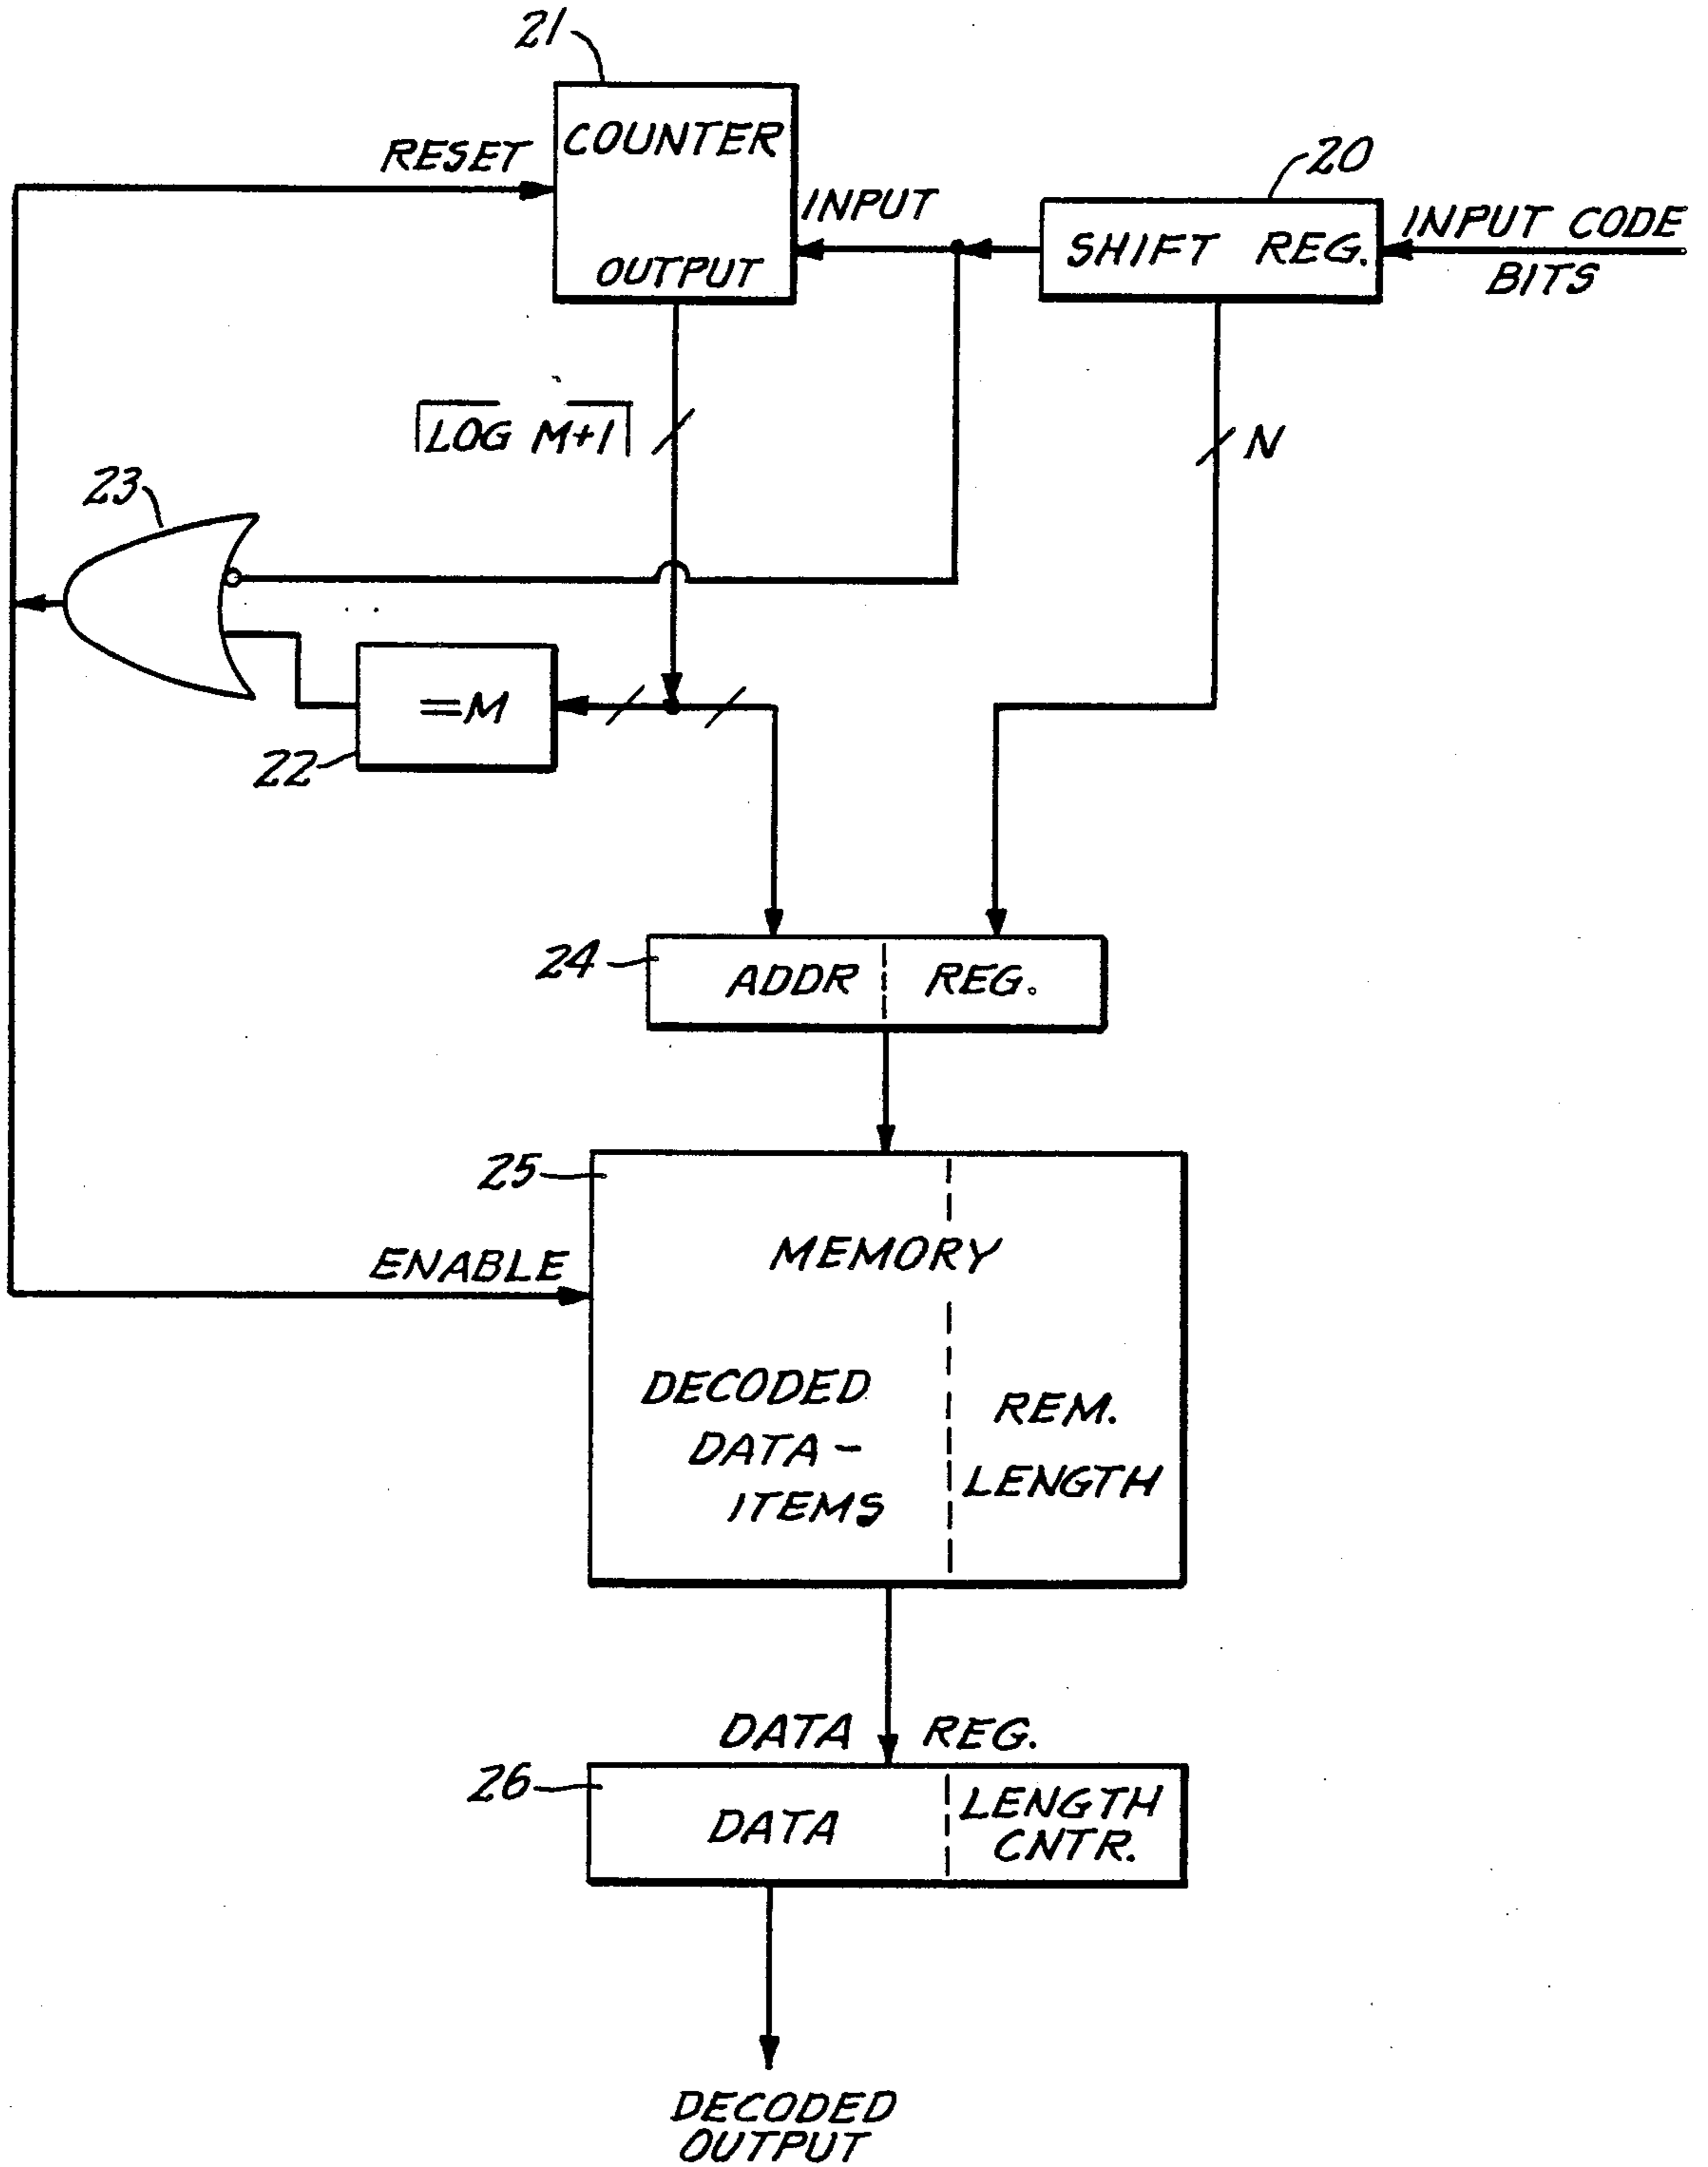 21
COUNTER
RESET
20
INPUT
INPUT CODE
BITS
SHIFT REG.
OUTPUT
⌈LOG M+1⌉
N
23
=M
22
24
ADDR REG.
25
MEMORY
ENABLE
DECODED
DATA-
ITEMS
REM.
LENGTH
DATA REG.
26
DATA
LENGTH
CNTR.
DECODED
OUTPUT